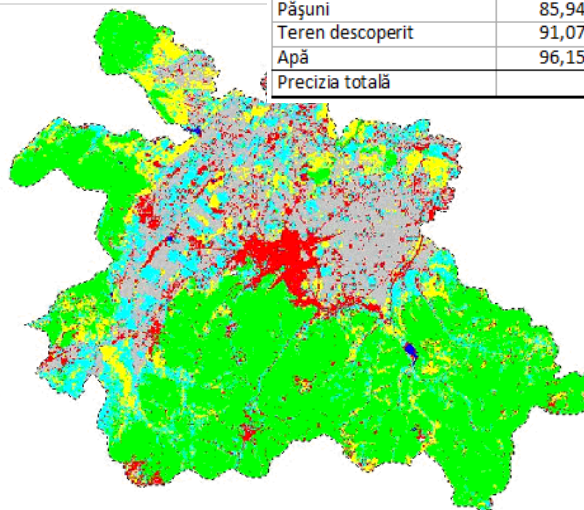 Pășuni 85,94
Teren descoperit 91,07
Apă 96,15
Precizia totală